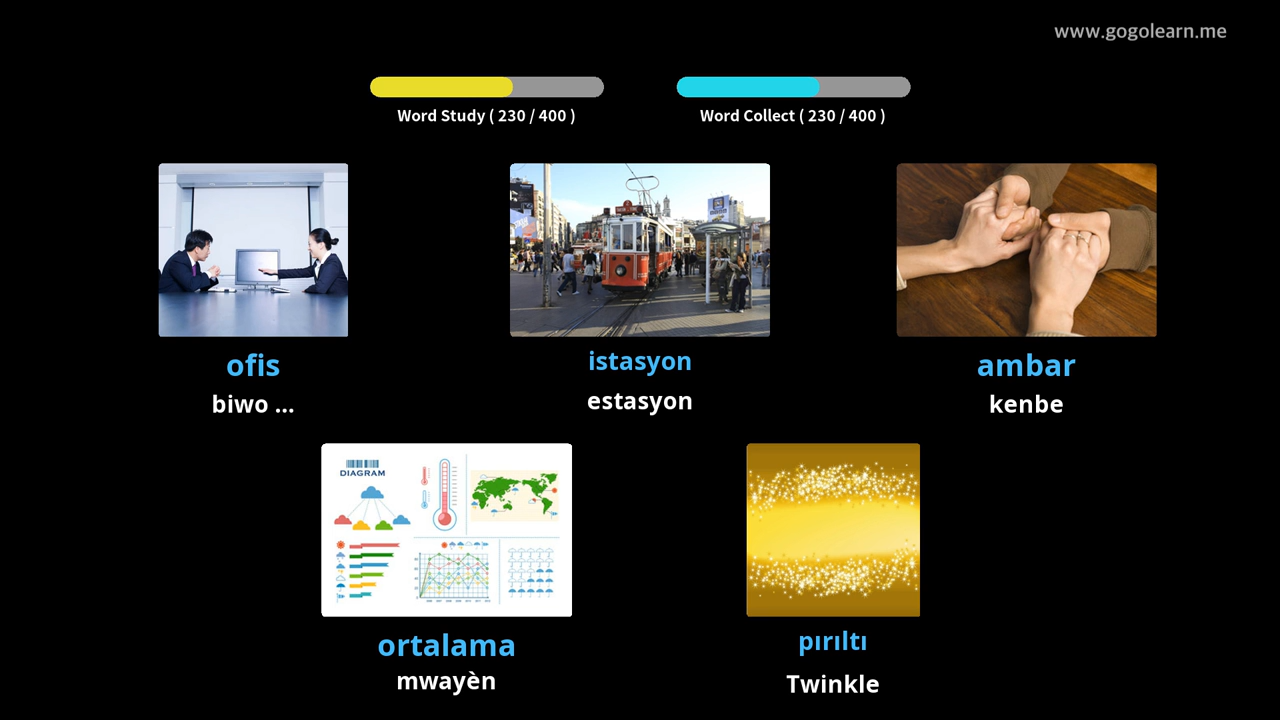 www.gogolearn.me
Word Study ( 230 / 400 )
Word Collect ( 230 / 400 )
ofis
istasyon
ambar
biwo ...
estasyon
kenbe
DIAGRAM
ortalama
pırıltı
mwayèn
Twinkle